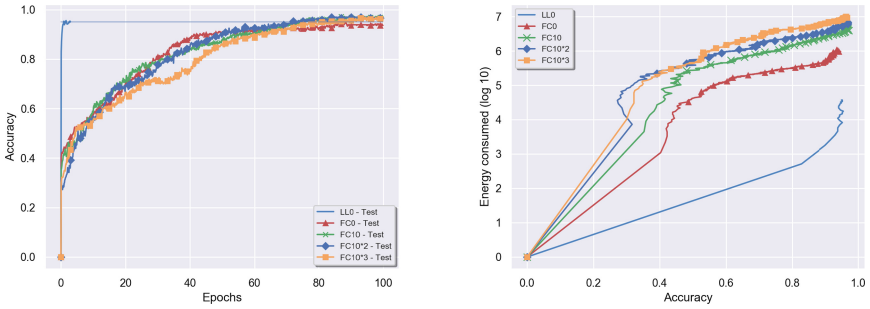 1.0
0.8
0.6
0.4
0.2
0.0
Accuracy
0 20 40 60 80 100
Epochs
LL0 - Test
FC0 - Test
FC10 - Test
FC10*2 - Test
FC10*3 - Test
7
6
5
4
3
2
1
0
Energy consumed (log 10)
0.0 0.2 0.4 0.6 0.8 1.0
Accuracy
LL0
FC0
FC10
FC10*2
FC10*3